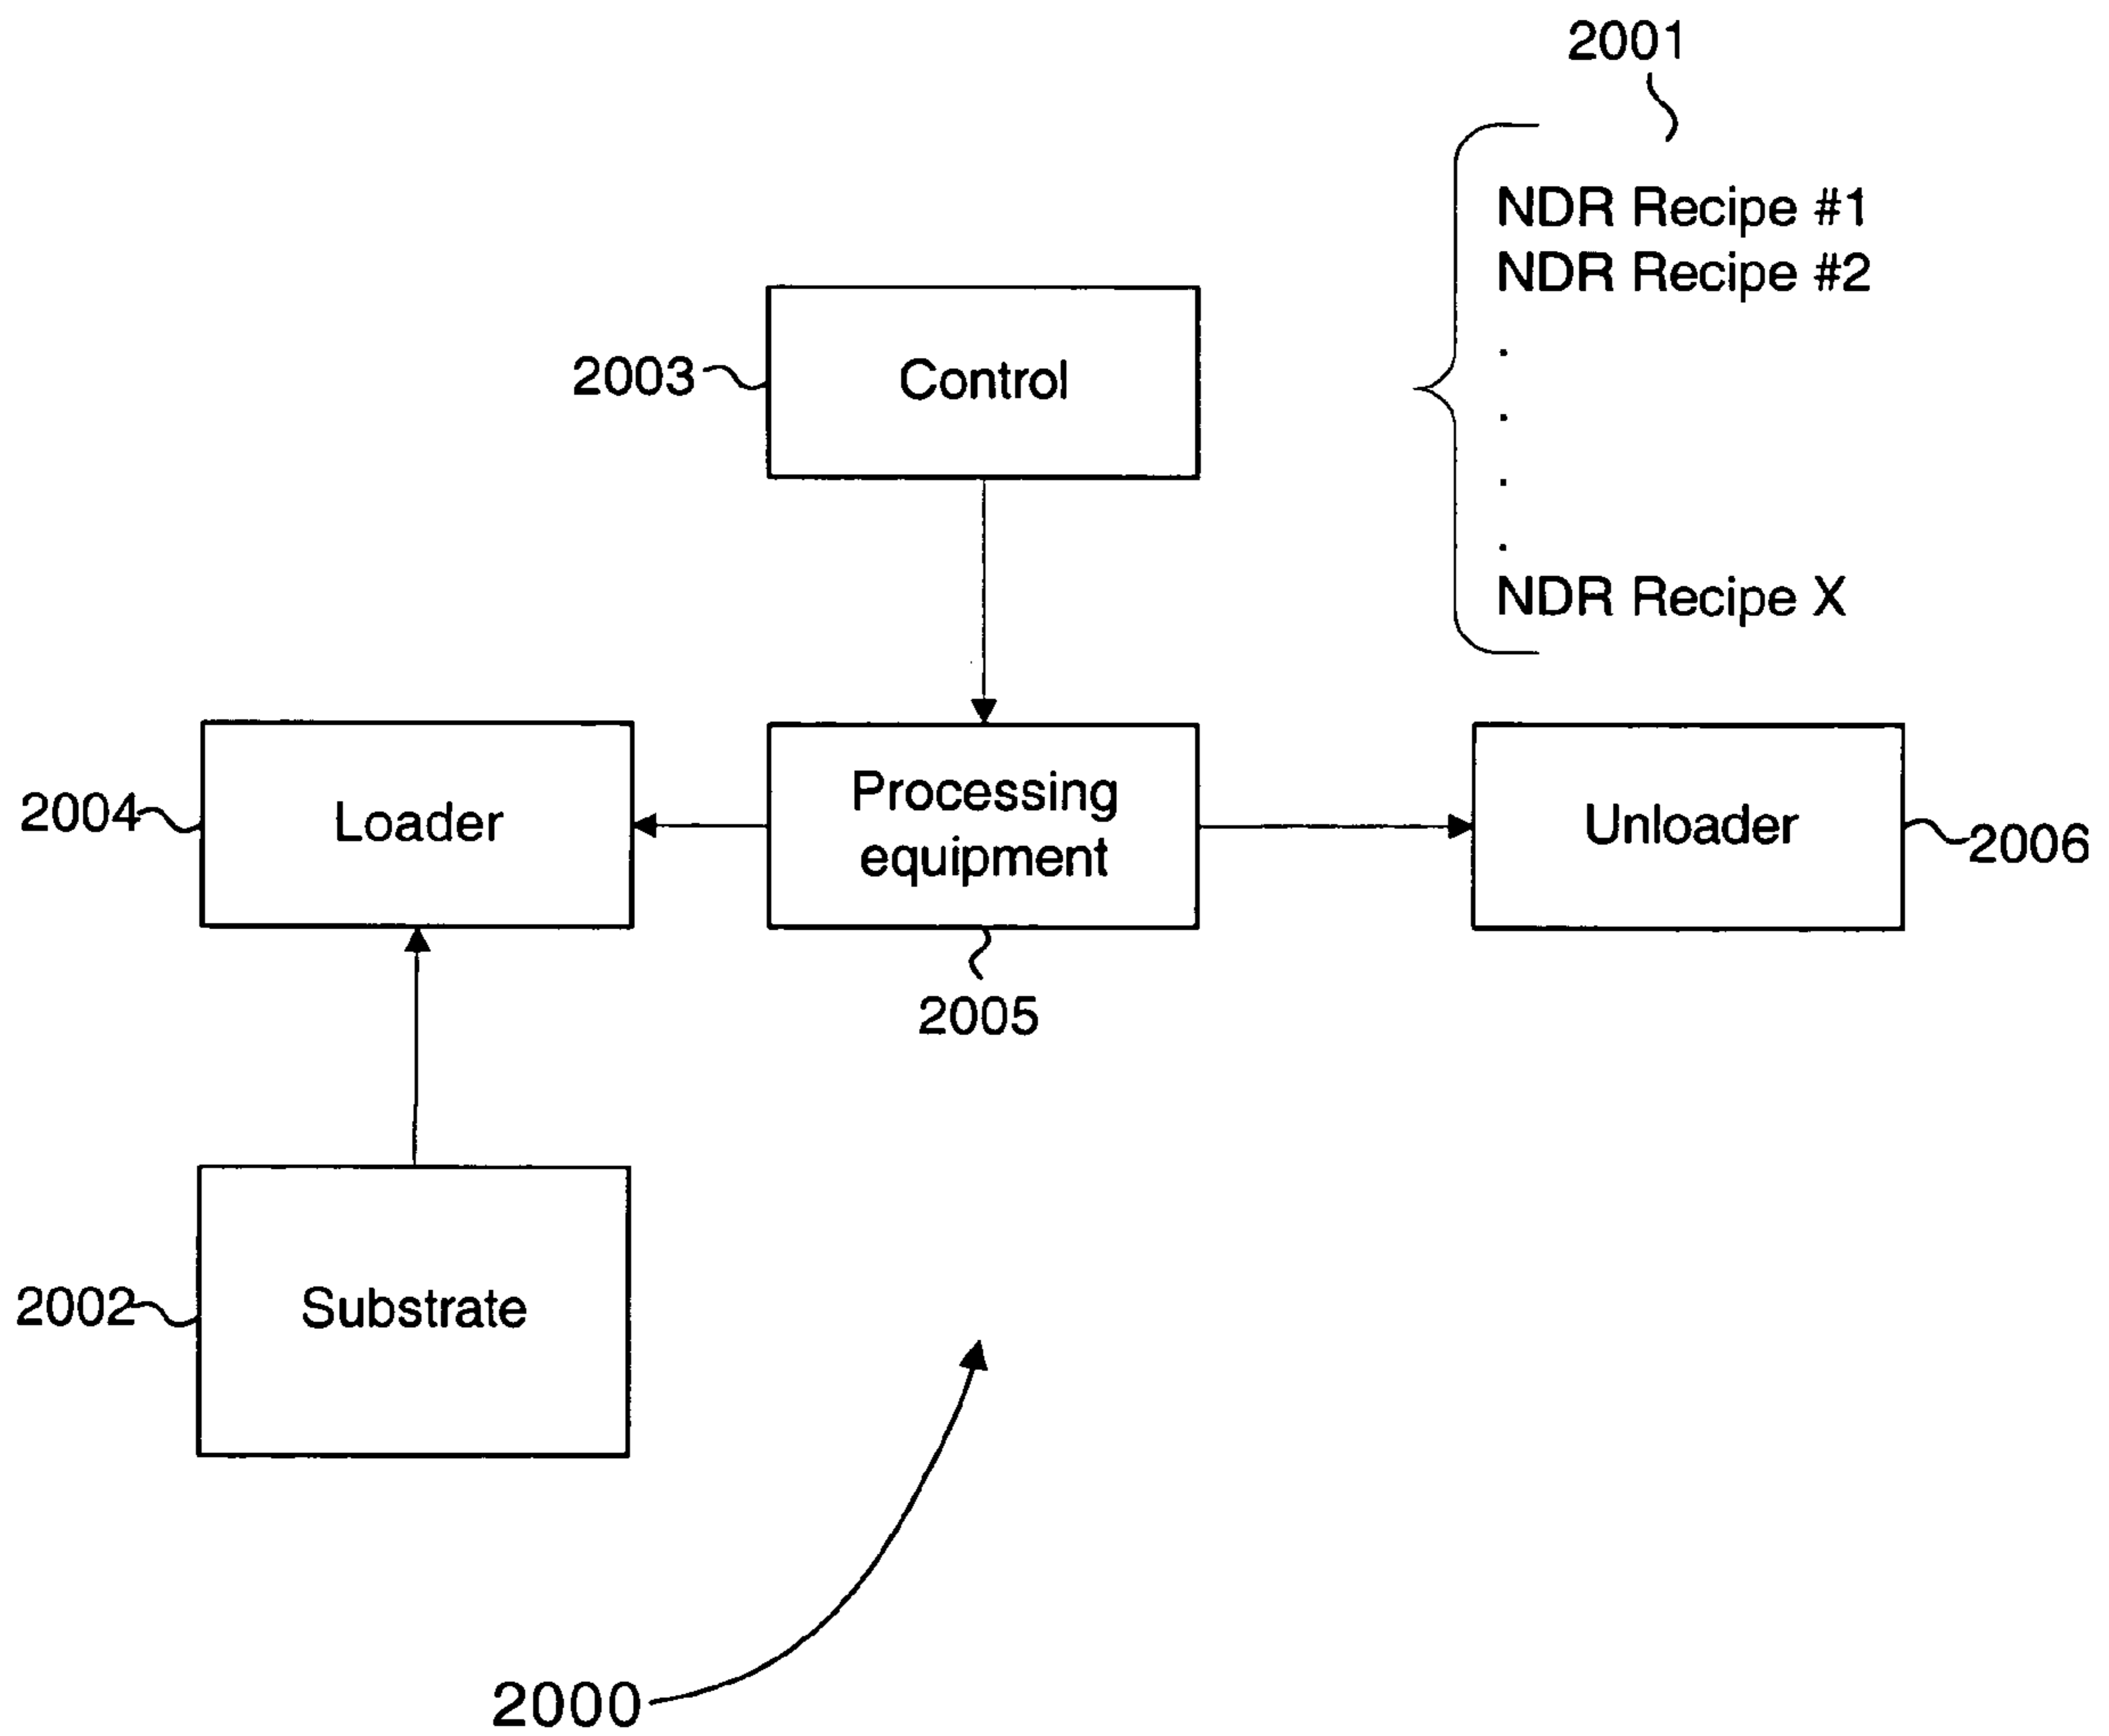 2001
NDR Recipe #1
NDR Recipe #2
.
.
.
.
NDR Recipe X
2003
Control
2004
Loader
Processing
equipment
2005
Unloader
2006
2002
Substrate
2000